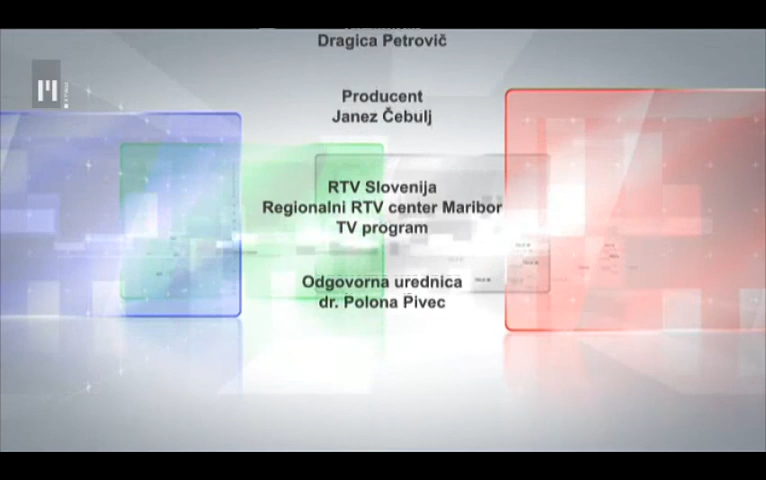 Dragica Petrovič
Producent
Janez Čebulj
RTV Slovenija
Regionalni RTV center Maribor
TV program
Odgovorna urednica
dr. Polona Pivec